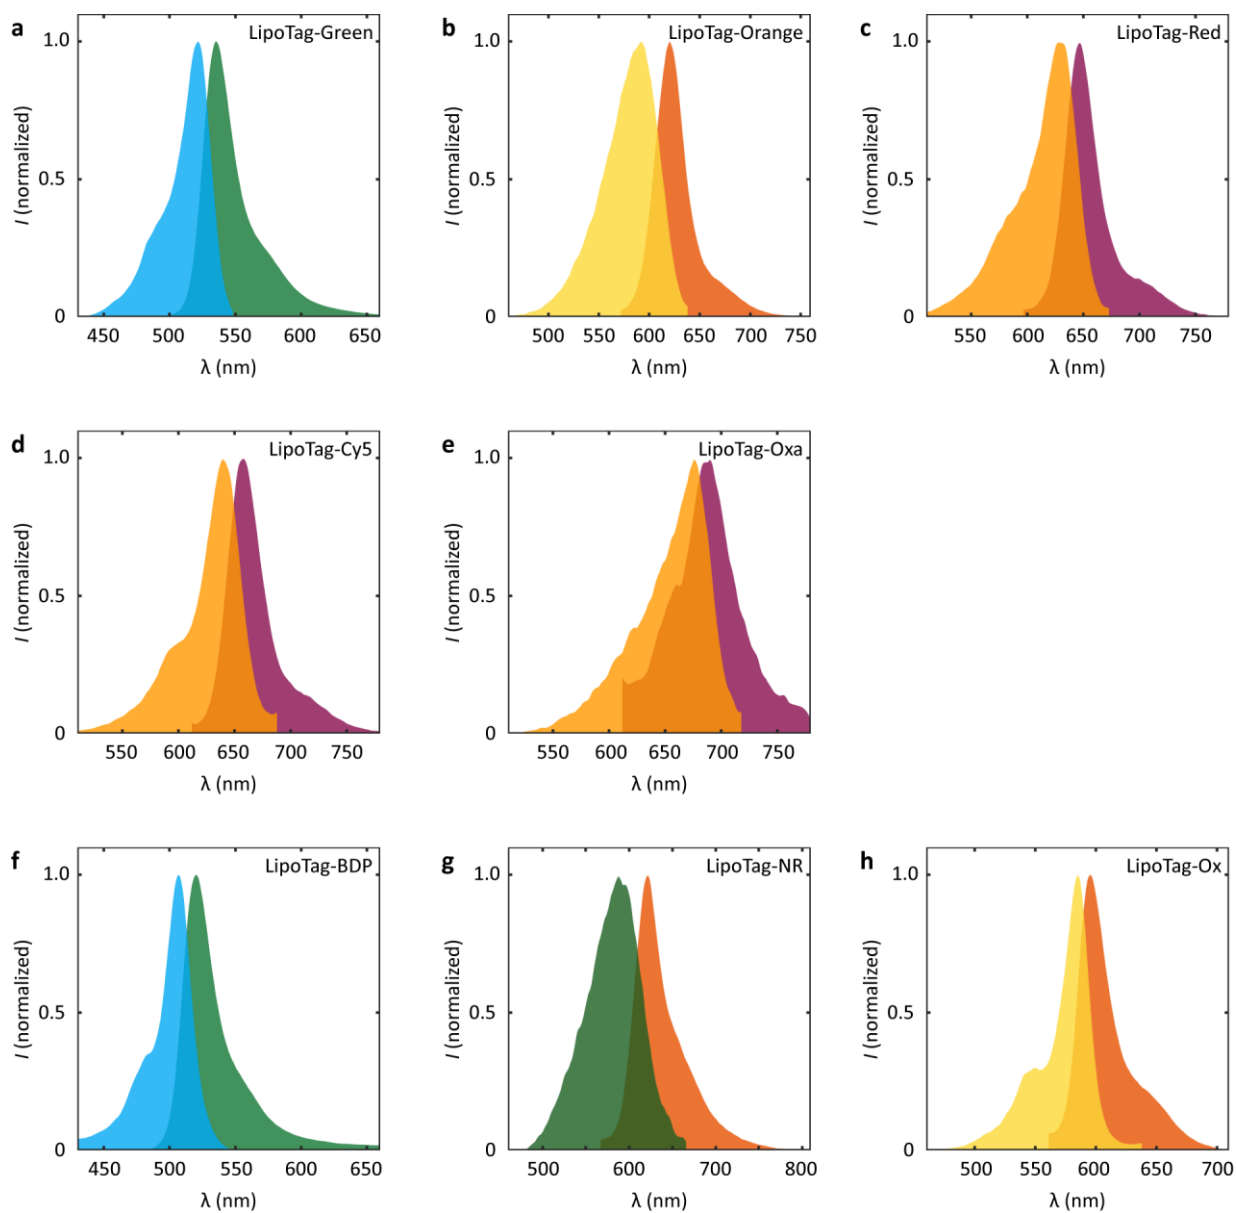 a
LipoTag-Green
1.0
0.5
0
I (normalized)
450 500 550 600 650
λ (nm)
b
LipoTag-Orange
1.0
0.5
0
I (normalized)
500 550 600 650 700 750
λ (nm)
c
LipoTag-Red
1.0
0.5
0
I (normalized)
550 600 650 700 750
λ (nm)
d
LipoTag-Cy5
1.0
0.5
0
I (normalized)
550 600 650 700 750
λ (nm)
e
LipoTag-Oxa
1.0
0.5
0
I (normalized)
550 600 650 700 750
λ (nm)
f
LipoTag-BDP
1.0
0.5
0
I (normalized)
450 500 550 600 650
λ (nm)
g
LipoTag-NR
1.0
0.5
0
I (normalized)
500 600 700 800
λ (nm)
h
LipoTag-Ox
1.0
0.5
0
I (normalized)
500 550 600 650 700
λ (nm)